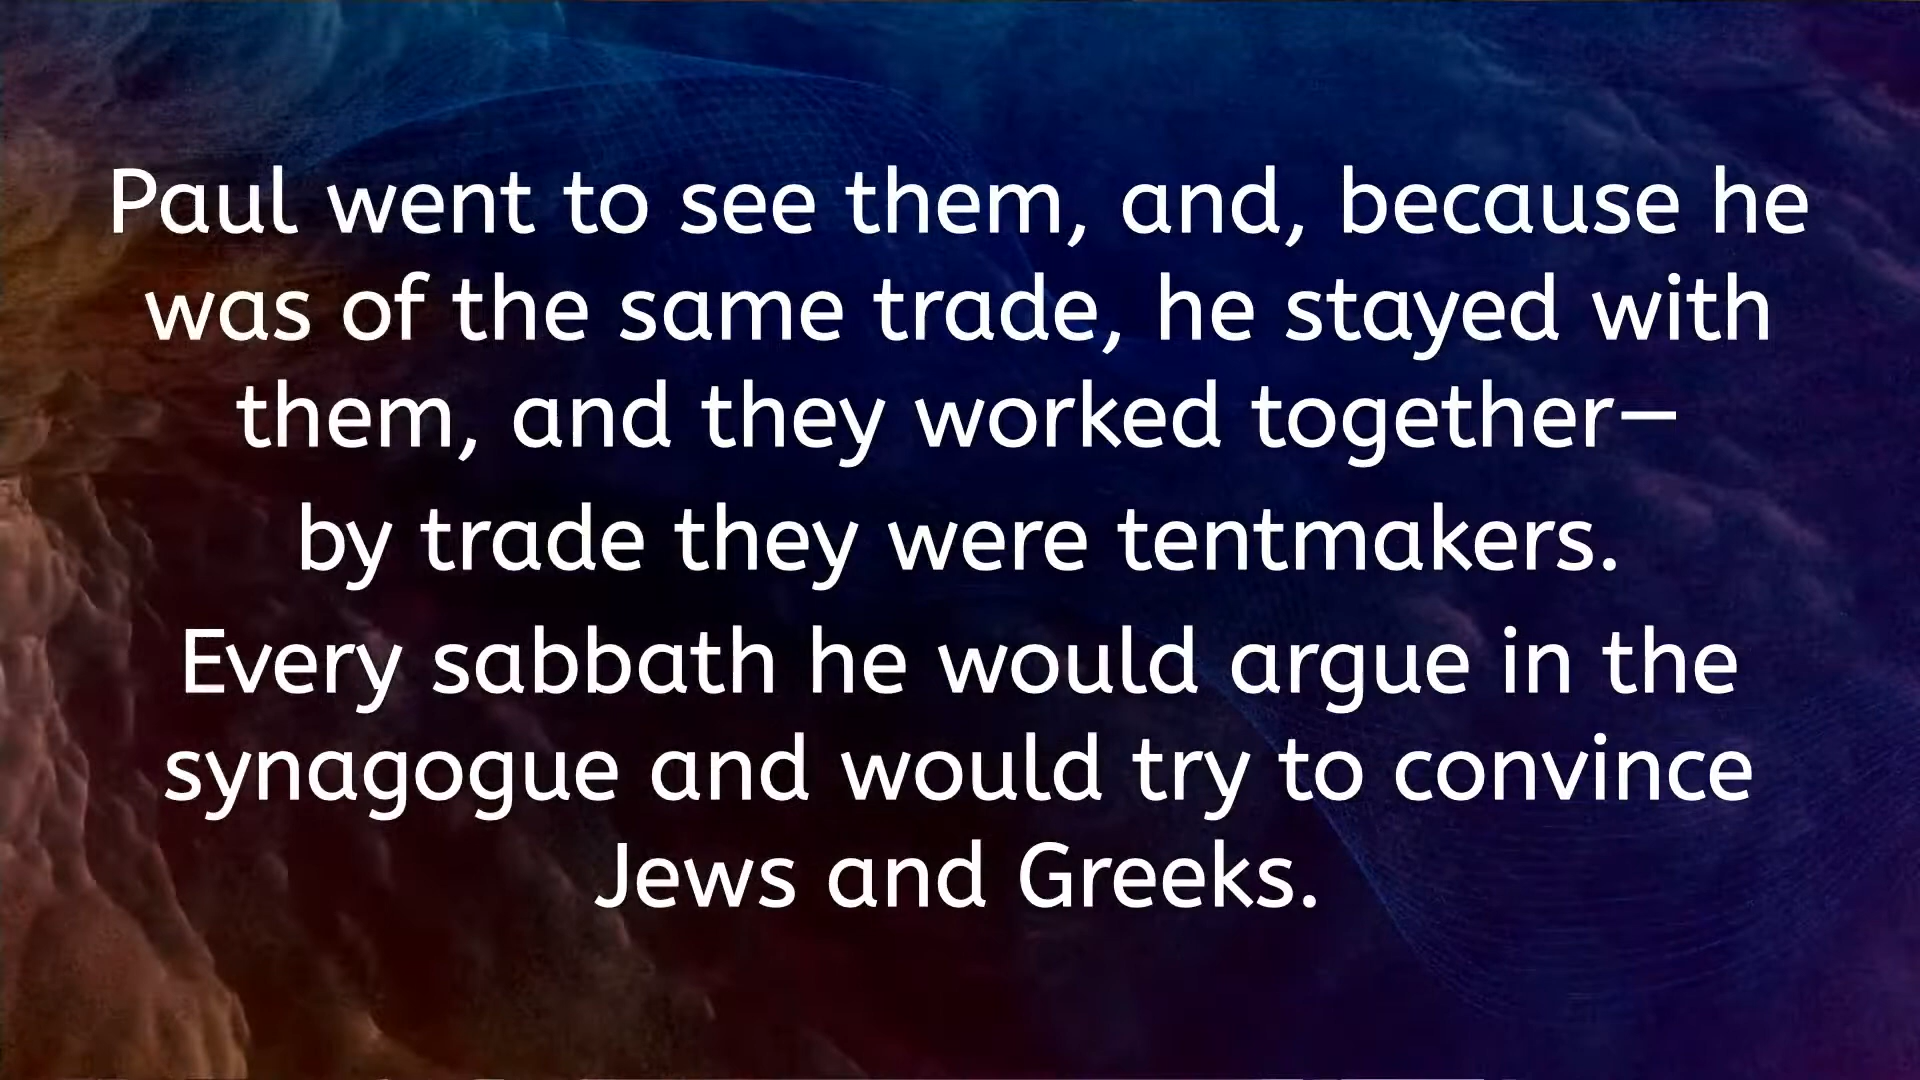 Paul went to see them, and, because he
was of the same trade, he stayed with
them, and they worked together—
by trade they were tentmakers.
Every sabbath he would argue in the
synagogue and would try to convince
Jews and Greeks.